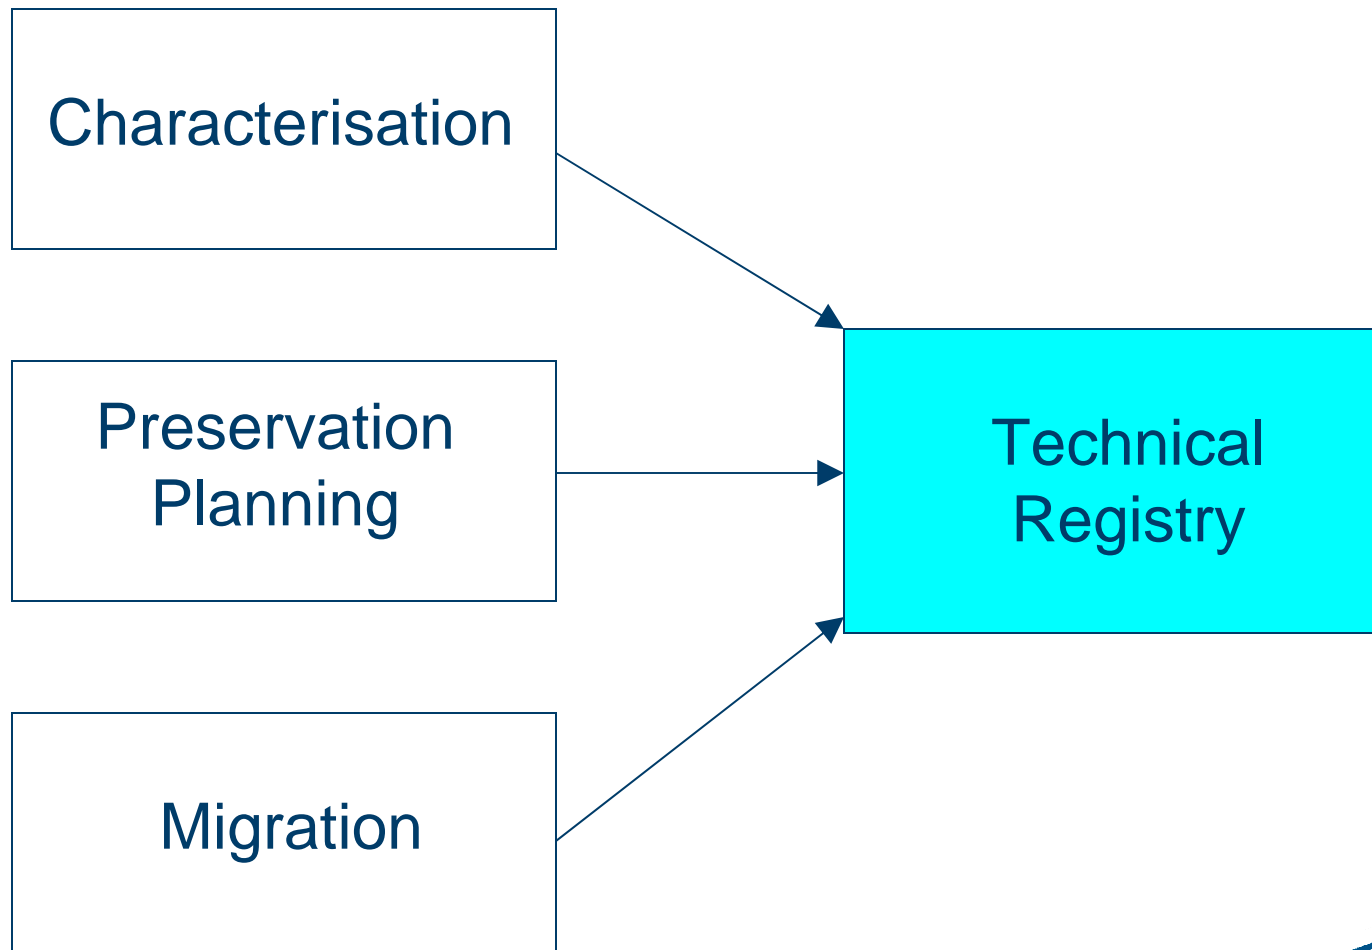 Characterisation
Preservation
Planning
Technical
Registry
Migration